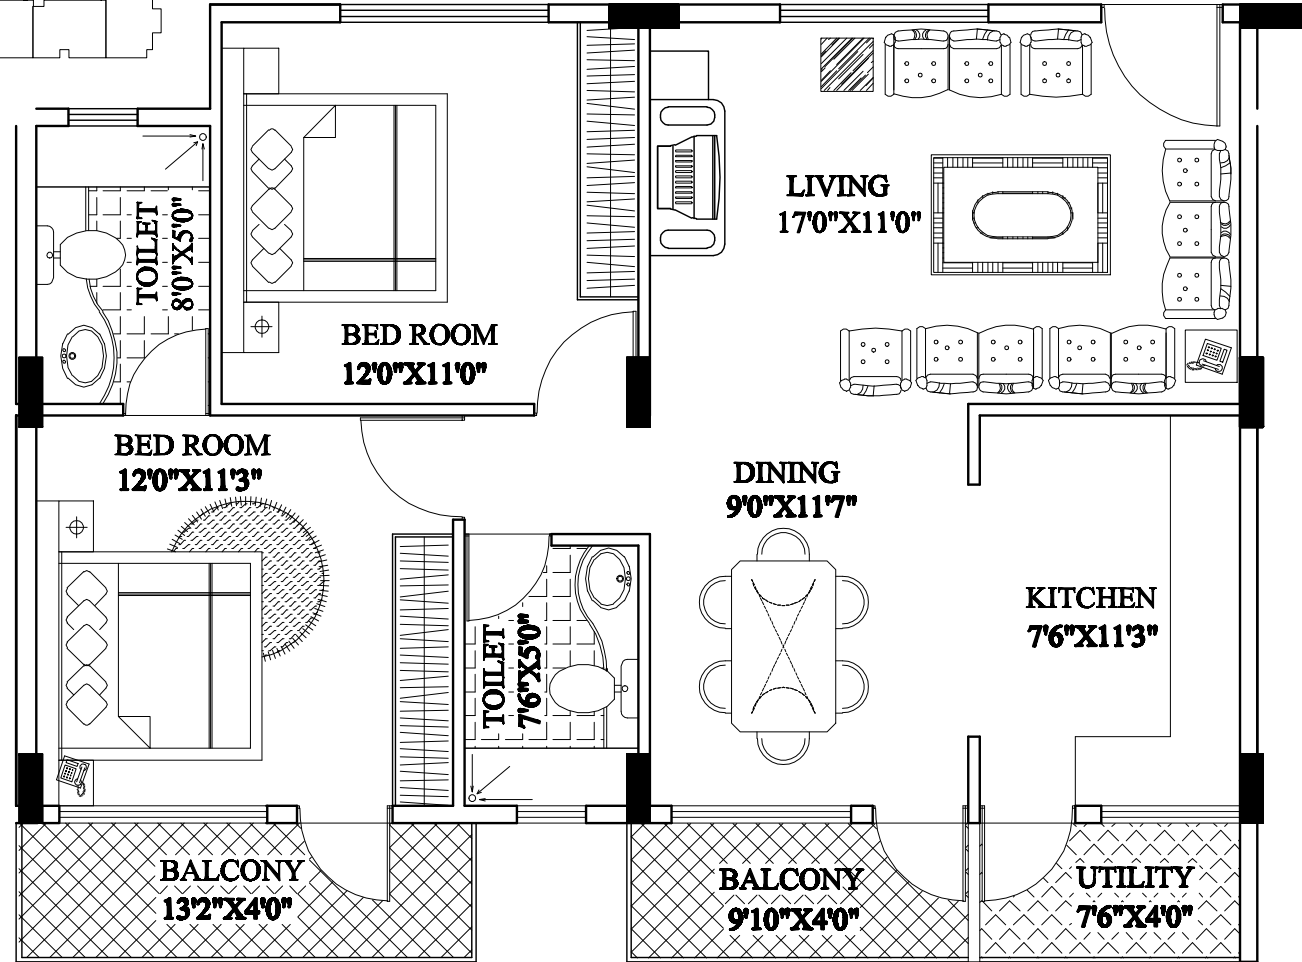 LIVING
17'0"X11'0"
TOILET
8'0"X5'0"
BED ROOM
12'0"X11'0"
BED ROOM
12'0"X11'3"
DINING
9'0"X11'7"
KITCHEN
7'6"X11'3"
TOILET
7'6"X5'0"
BALCONY
13'2"X4'0"
BALCONY
9'10"X4'0"
UTILITY
7'6"X4'0"